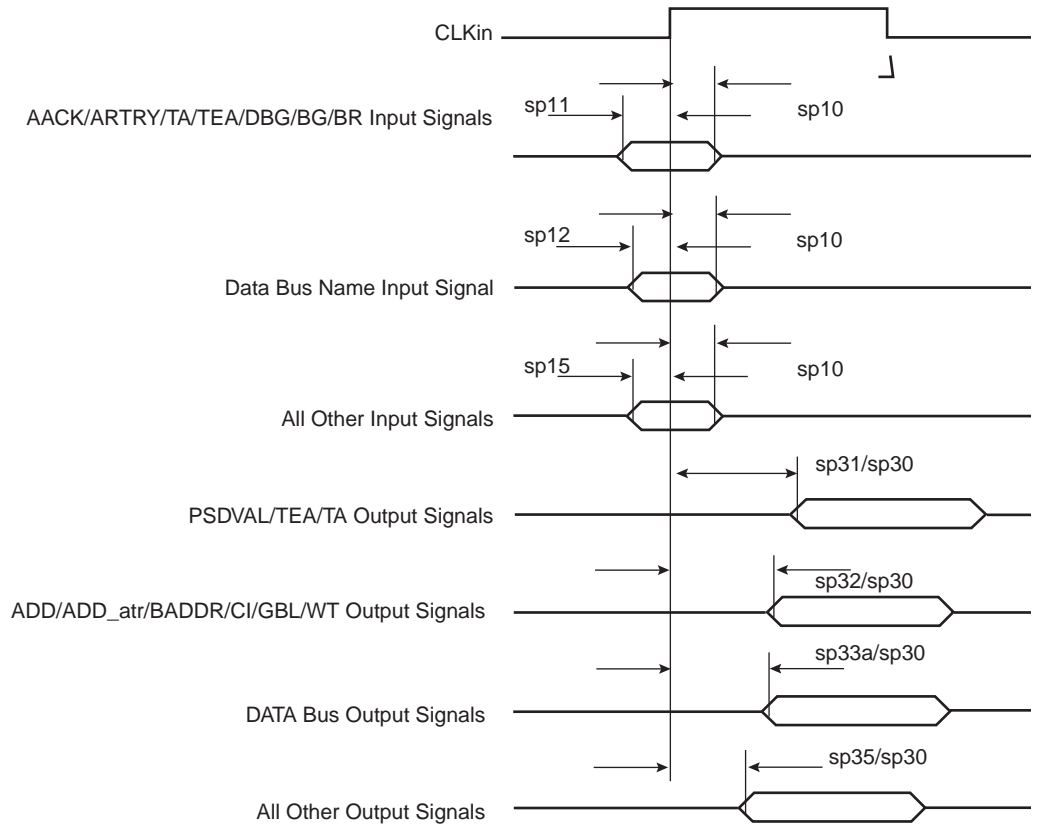 CLKin
sp11
sp10
AACK/ARTRY/TA/TEA/DBG/BG/BR Input Signals
sp12
sp10
Data Bus Name Input Signal
sp15
sp10
All Other Input Signals
sp31/sp30
PSDVAL/TEA/TA Output Signals
sp32/sp30
ADD/ADD_atr/BADDR/CI/GBL/WT Output Signals
sp33a/sp30
DATA Bus Output Signals
sp35/sp30
All Other Output Signals